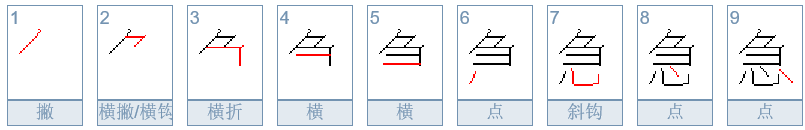 1 2 3 4 5 6 7 8 9
急
撇 横撇/横钩 横折 横 横 点 斜钩 点 点